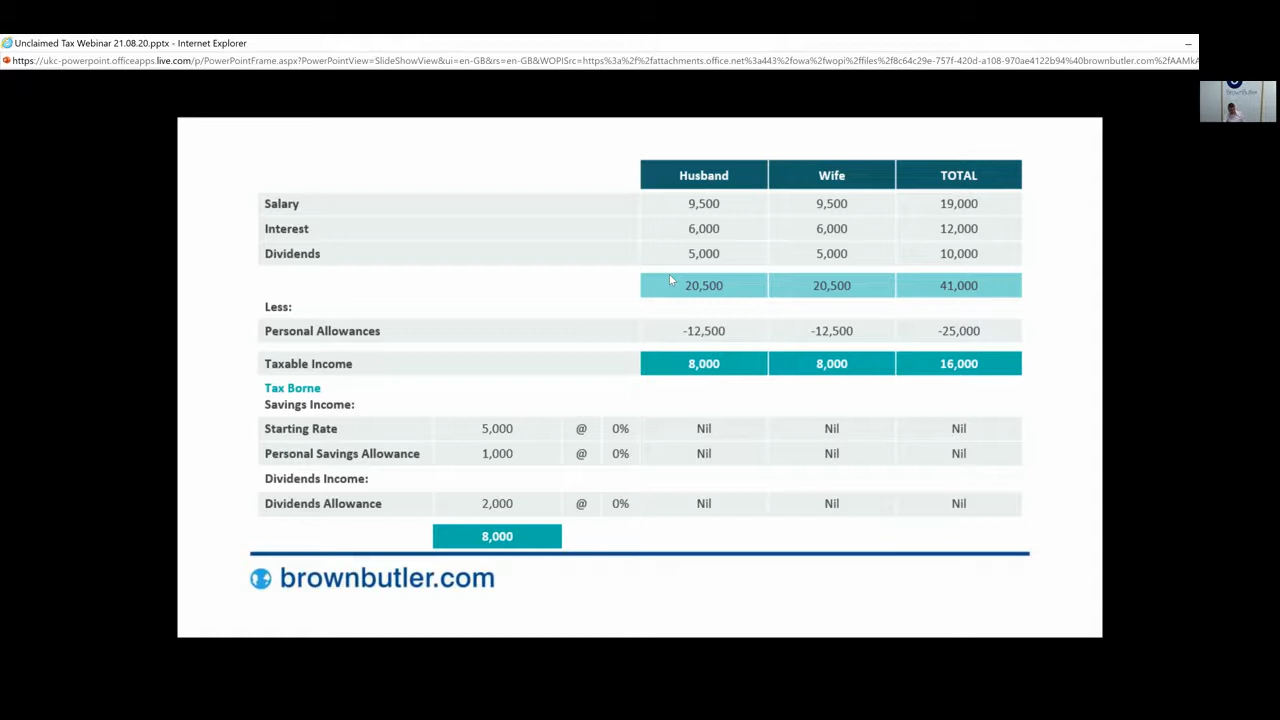 Unclaimed Tax Webinar 21.08.20.pptx - Internet Explorer
https://ukc-powerpoint.officeapps.live.com/p/PowerPointFrame.aspx?PowerPointView=SlideShowView&ui=en-GB&rs=en-GB&WOPISrc=https%3a%2f%2fattachments.office.net%3a443%2fowa%2fwopi%2ffiles%2f8c64c29e-757f-420d-a108-970ae4122b94%40brownbutler.com%2fAAMkA
BrownButler
Husband Wife TOTAL
Salary 9,500 9,500 19,000
Interest 6,000 6,000 12,000
Dividends 5,000 5,000 10,000
20,500 20,500 41,000
Less:
Personal Allowances -12,500 -12,500 -25,000
Taxable Income 8,000 8,000 16,000
Tax Borne
Savings Income:
Starting Rate 5,000 @ 0% Nil Nil Nil
Personal Savings Allowance 1,000 @ 0% Nil Nil Nil
Dividends Income:
Dividends Allowance 2,000 @ 0% Nil Nil Nil
8,000
brownbutler.com